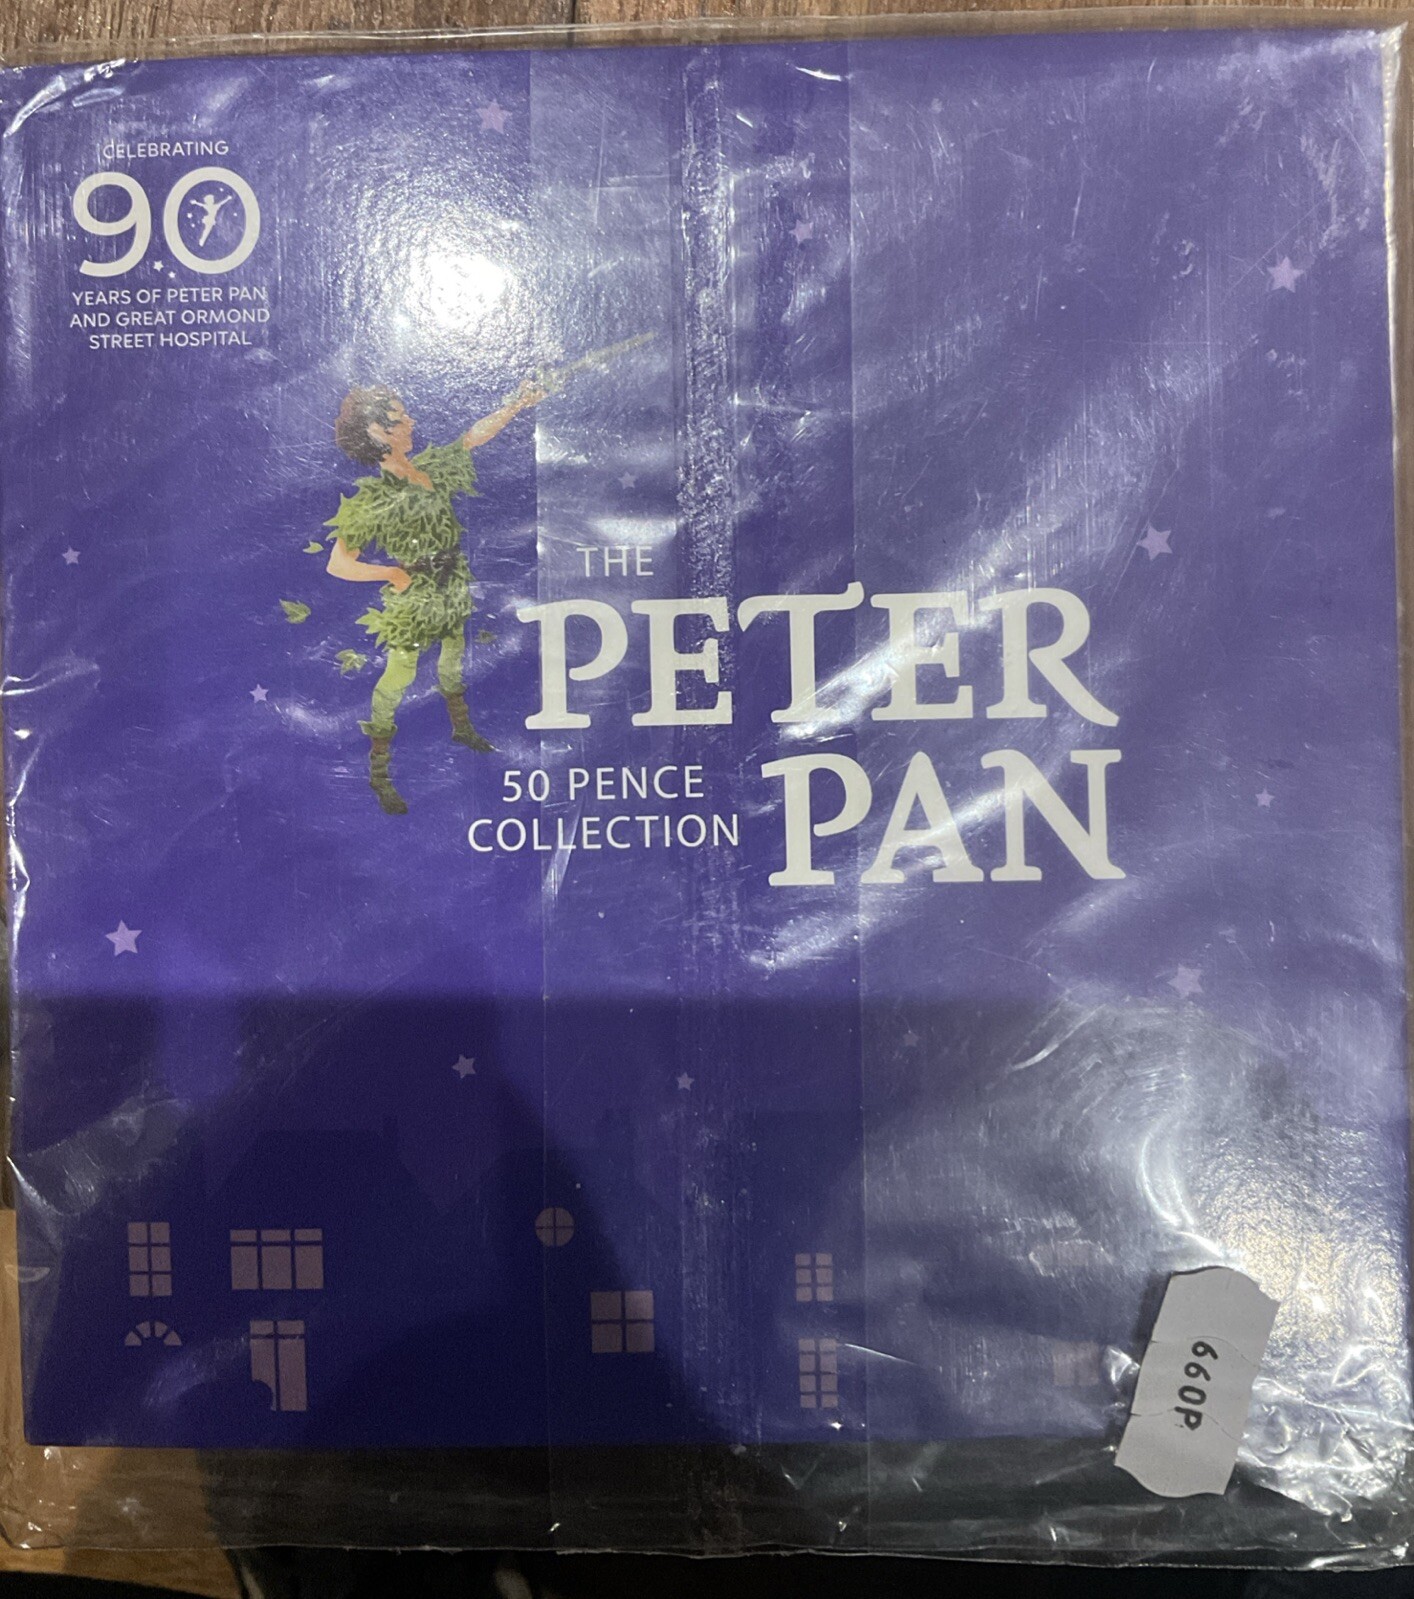 CELEBRATING
90
YEARS OF PETER PAN
AND GREAT ORMOND
STREET HOSPITAL
THE
PETER
PAN
50 PENCE
COLLECTION
660P